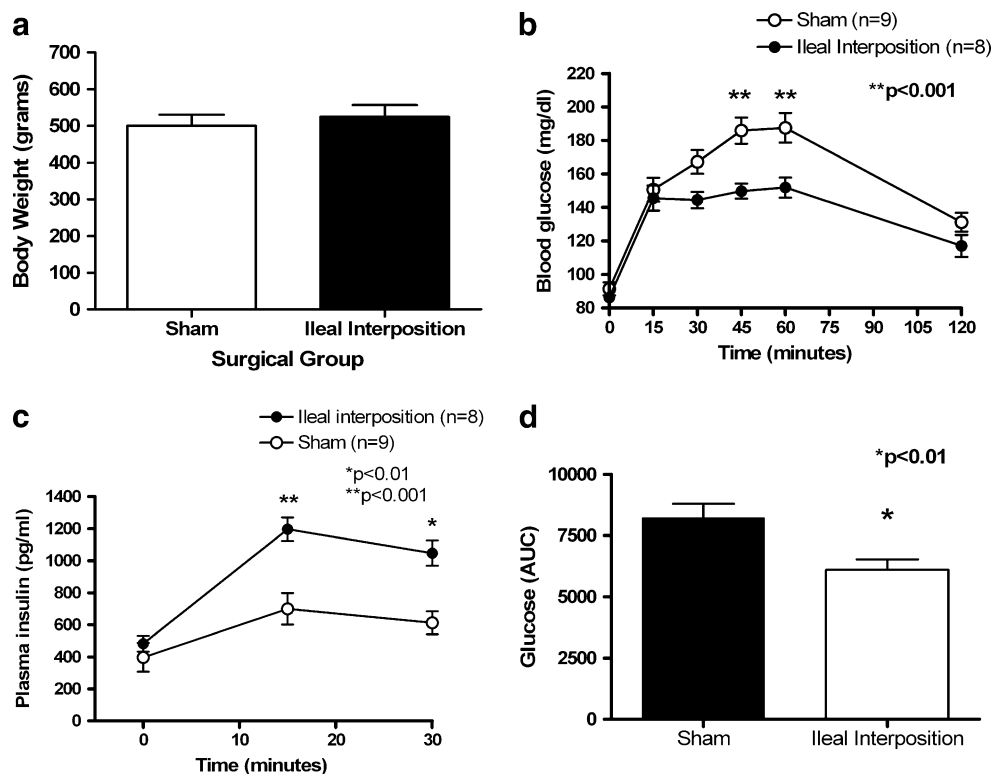 a
700
600
500
400
300
200
100
0
Body Weight (grams)
Sham
Ileal Interposition
Surgical Group
b
Sham (n=9)
Ileal Interposition (n=8)
220
200
180
160
140
120
100
80
Blood glucose (mg/dl)
** **
**p<0.001
0 15 30 45 60 75 90 105 120
Time (minutes)
c
Ileal interposition (n=8)
Sham (n=9)
*p<0.01
**p<0.001
1400
1200
1000
800
600
400
200
0
Plasma insulin (pg/ml)
**
*
0 10 20 30
Time (minutes)
d
*p<0.01
10000
7500
5000
2500
0
Glucose (AUC)
*
Sham
Ileal Interposition